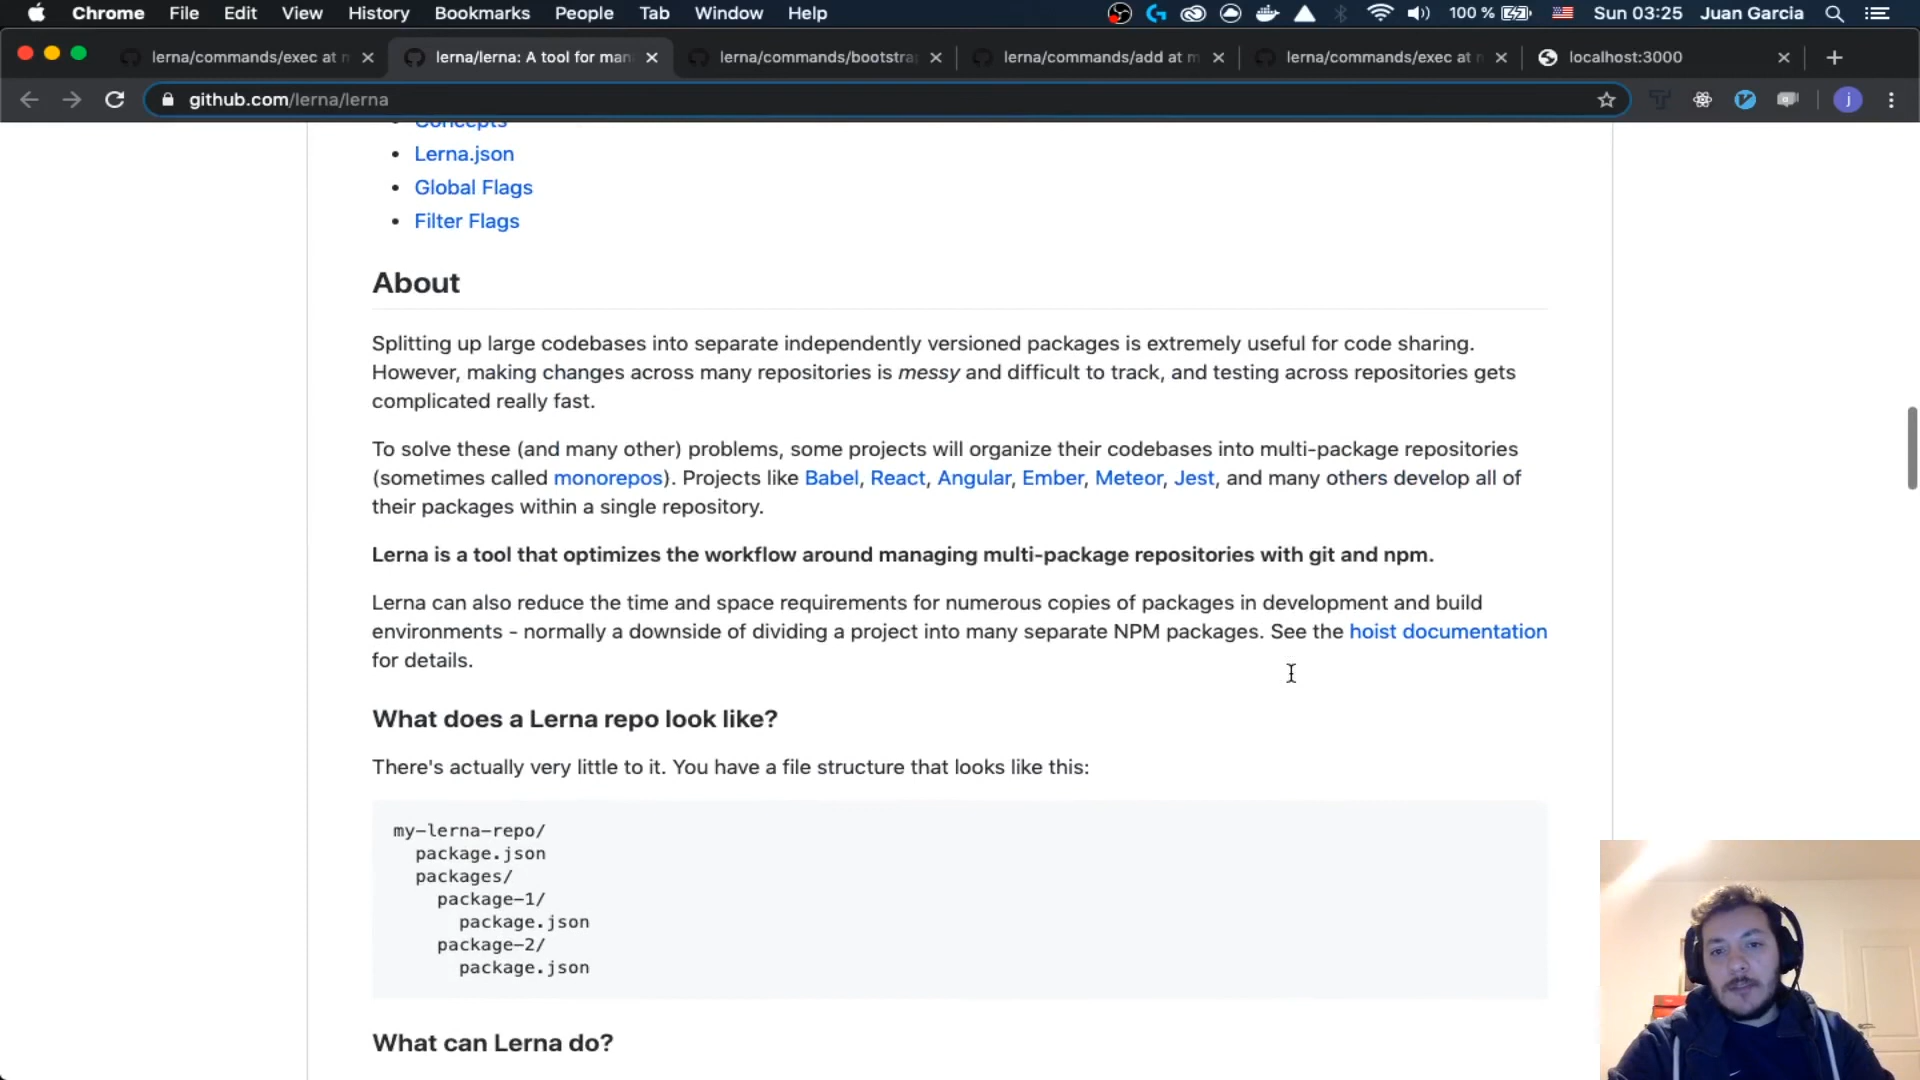 Chrome File Edit View History Bookmarks People Tab Window Help 100 % Sun 03:25 Juan Garcia
lerna/commands/exec at lerna/lerna: A tool for man lerna/commands/bootstra lerna/commands/add at m lerna/commands/exec at localhost:3000
github.com/lerna/lerna j
Concepts
Lerna.json
Global Flags
Filter Flags
About
Splitting up large codebases into separate independently versioned packages is extremely useful for code sharing.
However, making changes across many repositories is messy and difficult to track, and testing across repositories gets
complicated really fast.
To solve these (and many other) problems, some projects will organize their codebases into multi-package repositories
(sometimes called monorepos). Projects like Babel, React, Angular, Ember, Meteor, Jest, and many others develop all of
their packages within a single repository.
Lerna is a tool that optimizes the workflow around managing multi-package repositories with git and npm.
Lerna can also reduce the time and space requirements for numerous copies of packages in development and build
environments - normally a downside of dividing a project into many separate NPM packages. See the hoist documentation
for details.
What does a Lerna repo look like?
There's actually very little to it. You have a file structure that looks like this:
my-lerna-repo/
package.json
packages/
package-1/
package.json
package-2/
package.json
What can Lerna do?